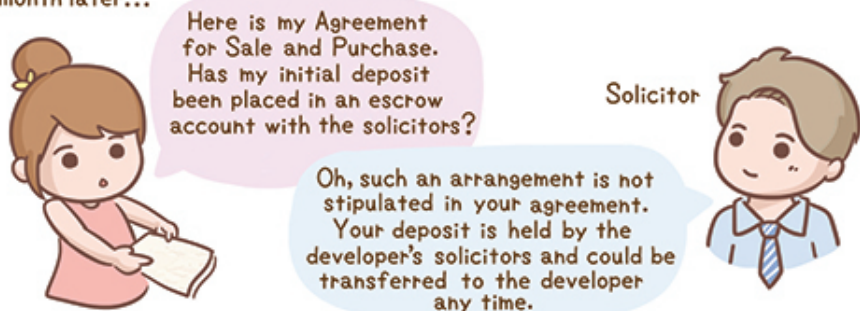 month later...
Here is my Agreement
for Sale and Purchase.
Has my initial deposit
been placed in an escrow
account with the solicitors?
Solicitor
Oh, such an arrangement is not
stipulated in your agreement.
Your deposit is held by the
developer's solicitors and could be
transferred to the developer
any time.